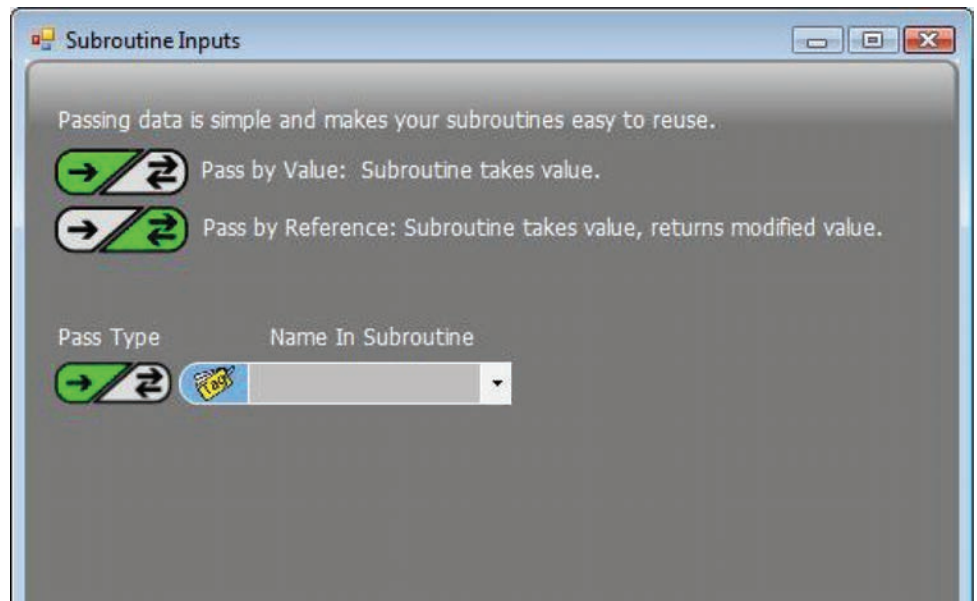 Subroutine Inputs
Passing data is simple and makes your subroutines easy to reuse.
Pass by Value: Subroutine takes value.
Pass by Reference: Subroutine takes value, returns modified value.
Pass Type Name In Subroutine
Tag